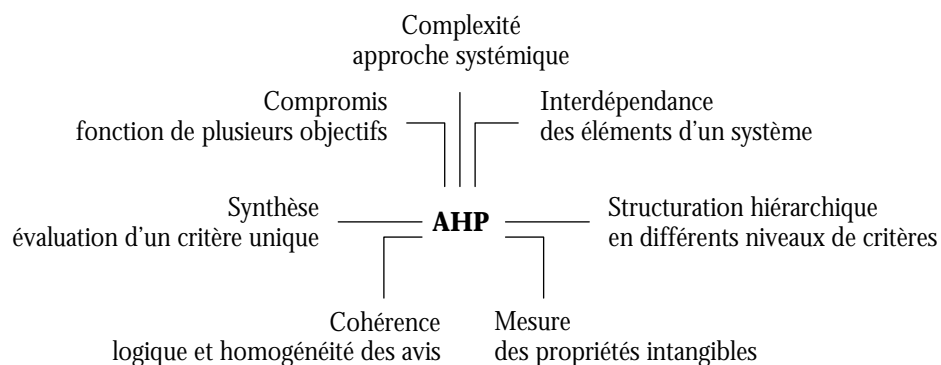 Complexité
approche systémique
Compromis
fonction de plusieurs objectifs
Interdépendance
des éléments d'un système
Synthèse
évaluation d'un critère unique
AHP
Structuration hiérarchique
en différents niveaux de critères
Cohérence
logique et homogénéité des avis
Mesure
des propriétés intangibles